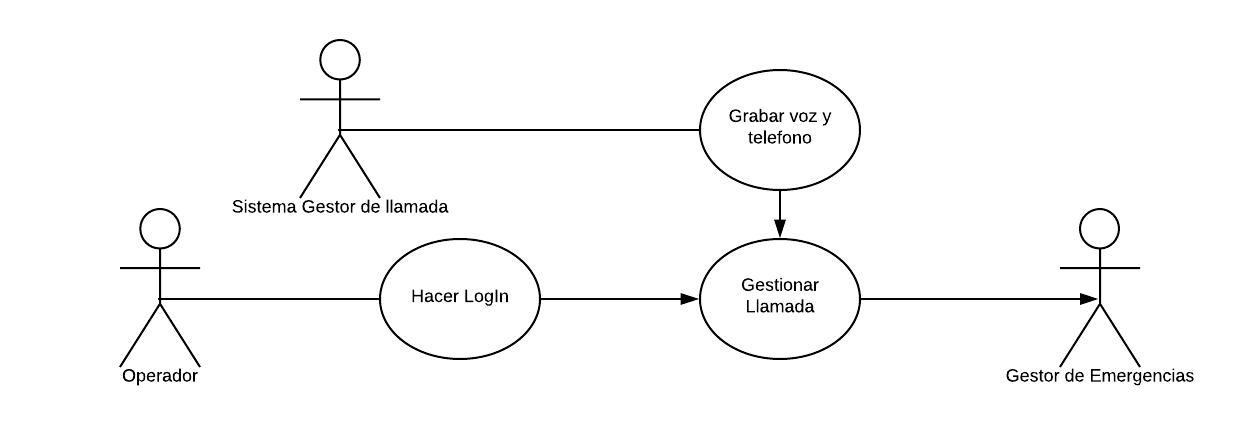 Grabar voz y
telefono
Sistema Gestor de llamada
Hacer LogIn
Gestionar
Llamada
Operador
Gestor de Emergencias